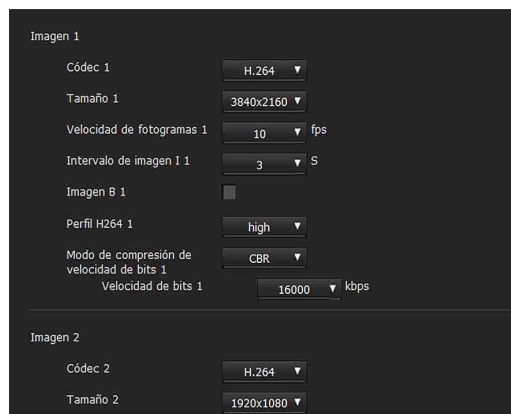 Imagen 1
Códec 1 H.264
Tamaño 1 3840x2160
Velocidad de fotogramas 1 10 fps
Intervalo de imagen I 1 3 S
Imagen B 1
Perfil H264 1 high
Modo de compresión de
velocidad de bits 1 CBR
Velocidad de bits 1 16000 kbps
Imagen 2
Códec 2 H.264
Tamaño 2 1920x1080